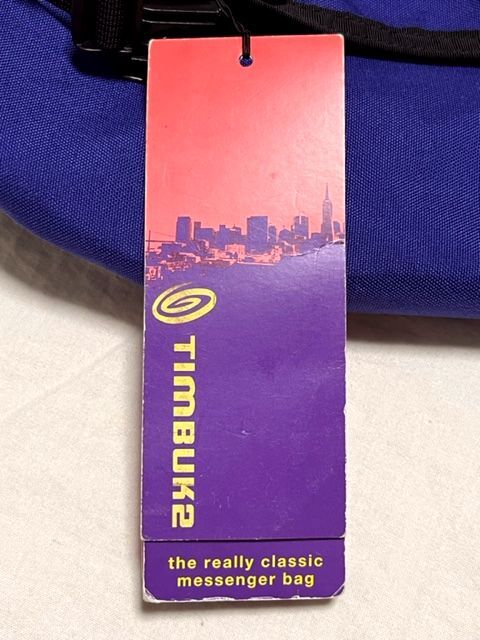 TIMBUK2
the really classic
messenger bag